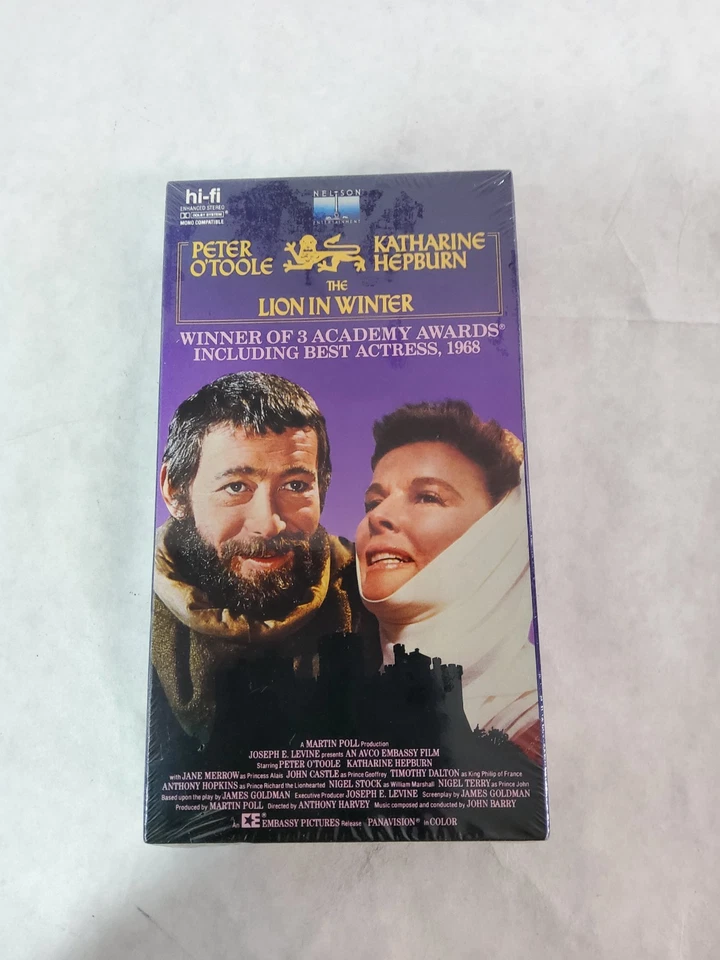 hi-fi
ENHANCED STEREO
DOLBY SYSTEM®
MONO COMPATIBLE
NELSON
ENTERTAINMENT
PETER O'TOOLE
KATHARINE HEPBURN
THE
LION IN WINTER
WINNER OF 3 ACADEMY AWARDS®
INCLUDING BEST ACTRESS, 1968
A MARTIN POLL Production
JOSEPH E. LEVINE presents AN AVCO EMBASSY FILM
Starring PETER O'TOOLE KATHARINE HEPBURN
with JANE MERROW as Princess Alais JOHN CASTLE as Prince Geoffrey TIMOTHY DALTON as King Philip of France
ANTHONY HOPKINS as Prince Richard the Lionhearted NIGEL STOCK as William Marshall NIGEL TERRY as Prince John
Based upon the play by JAMES GOLDMAN Executive Producer JOSEPH E. LEVINE Screenplay by JAMES GOLDMAN
Produced by MARTIN POLL Directed by ANTHONY HARVEY Music composed and conducted by JOHN BARRY
An E® EMBASSY PICTURES Release PANAVISION® in COLOR